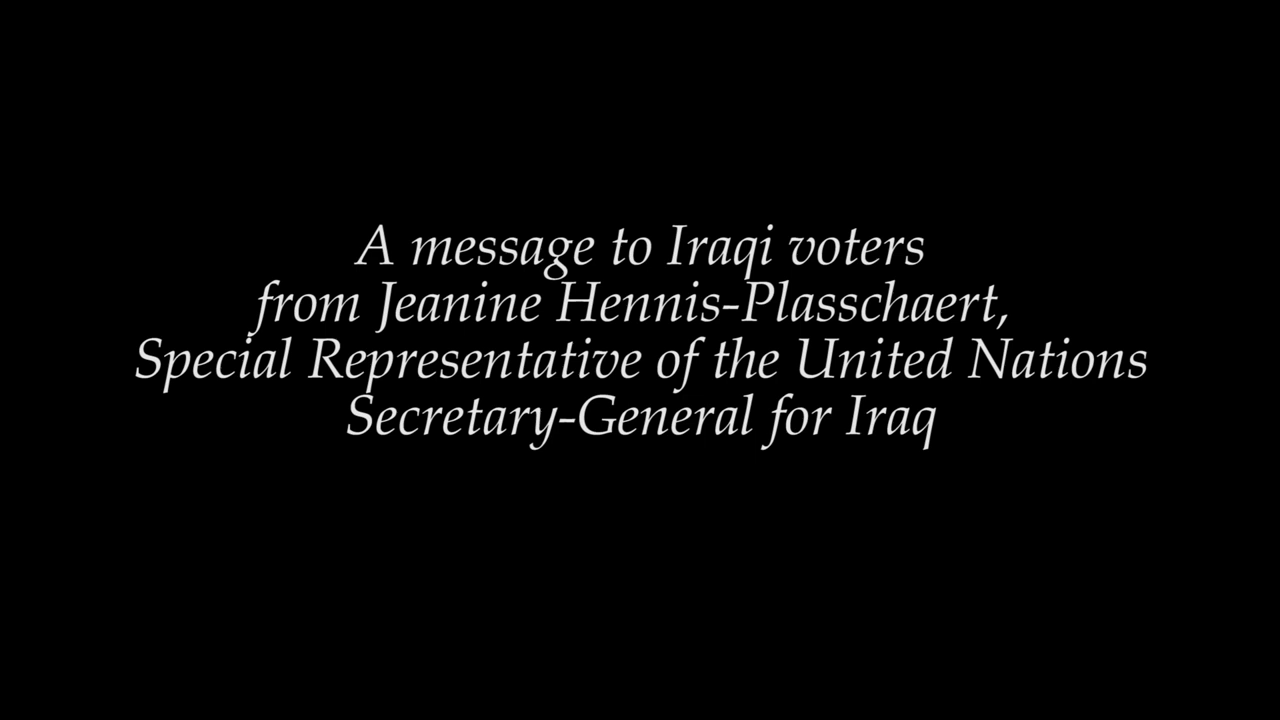 A message to Iraqi voters
from Jeanine Hennis-Plasschaert,
Special Representative of the United Nations
Secretary-General for Iraq